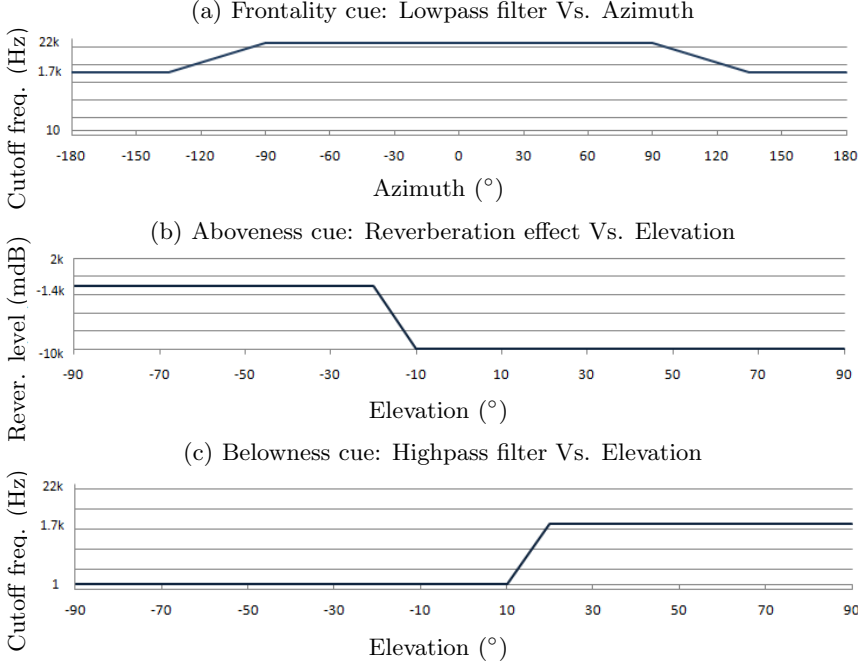 (a) Frontality cue: Lowpass filter Vs. Azimuth
Cutoff freq. (Hz)
22k
1.7k
10
-180 -150 -120 -90 -60 -30 0 30 60 90 120 150 180
Azimuth (°)
(b) Aboveness cue: Reverberation effect Vs. Elevation
Rever. level (mdB)
2k
-1.4k
-10k
-90 -70 -50 -30 -10 10 30 50 70 90
Elevation (°)
(c) Belowness cue: Highpass filter Vs. Elevation
Cutoff freq. (Hz)
22k
1.7k
1
-90 -70 -50 -30 -10 10 30 50 70 90
Elevation (°)